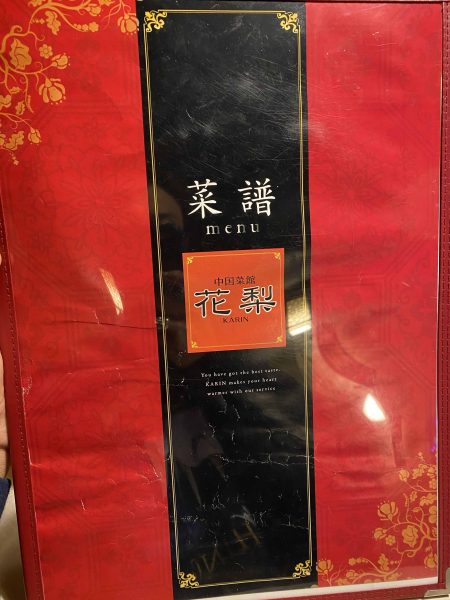 菜譜
menu
中国菜館
花梨
KARIN
You have got the best taste.
KARIN makes your heart
warmer with our service